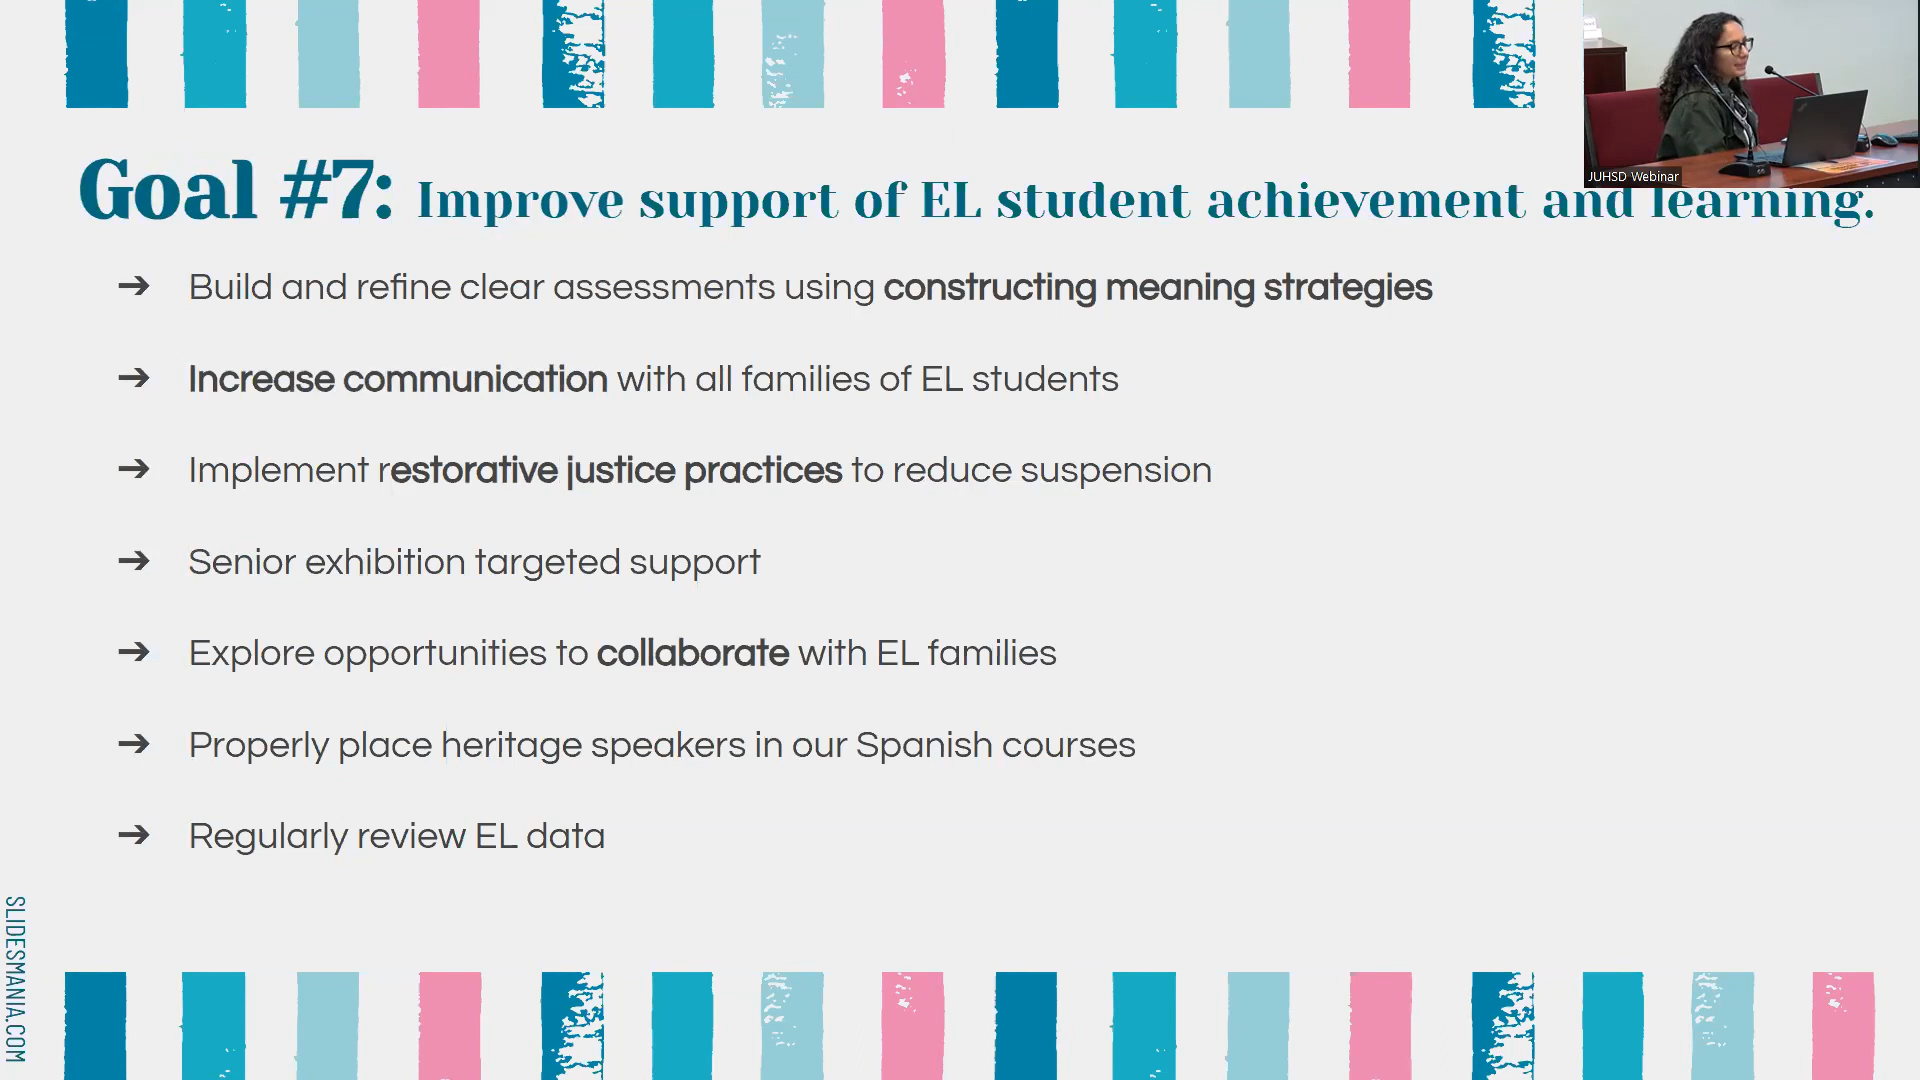 JUHSD Webinar
Goal #7: Improve support of EL student achievement and learning.
➔ Build and refine clear assessments using constructing meaning strategies
➔ Increase communication with all families of EL students
➔ Implement restorative justice practices to reduce suspension
➔ Senior exhibition targeted support
➔ Explore opportunities to collaborate with EL families
➔ Properly place heritage speakers in our Spanish courses
➔ Regularly review EL data
SLIDESMANIA.COM